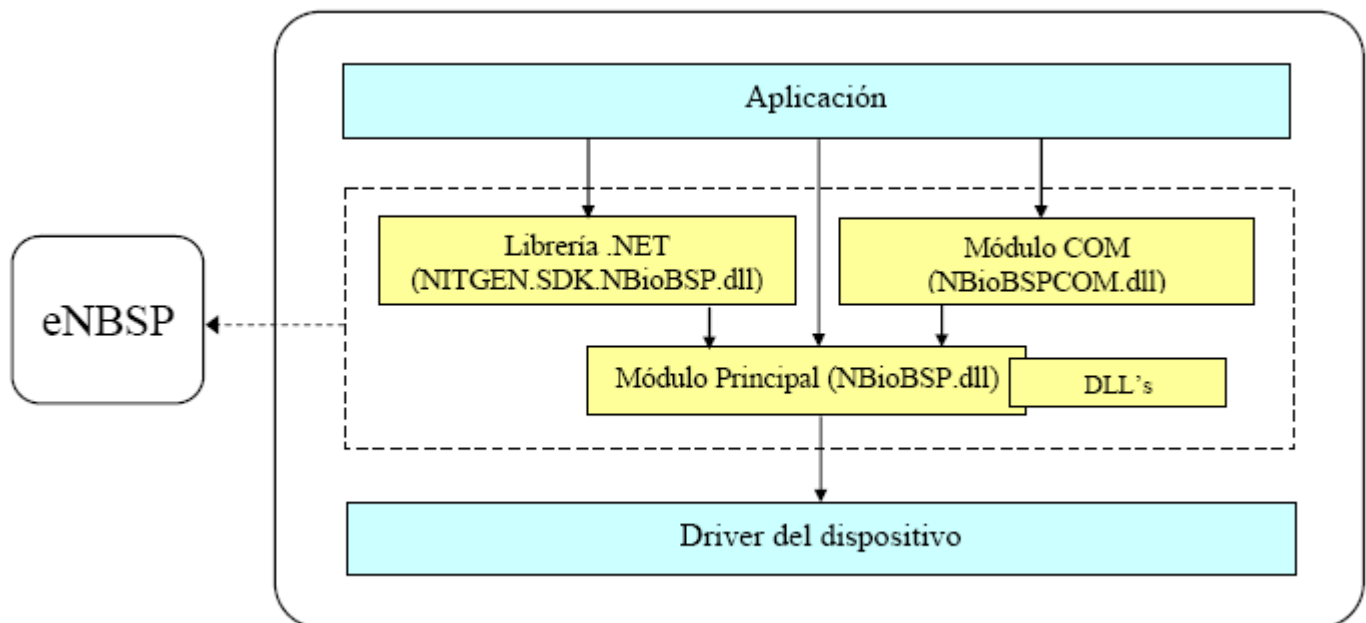 Aplicación
Librería .NET
(NITGEN.SDK.NBioBSP.dll)
Módulo COM
(NBioBSPCOM.dll)
eNBSP
Módulo Principal (NBioBSP.dll)
DLL’s
Driver del dispositivo